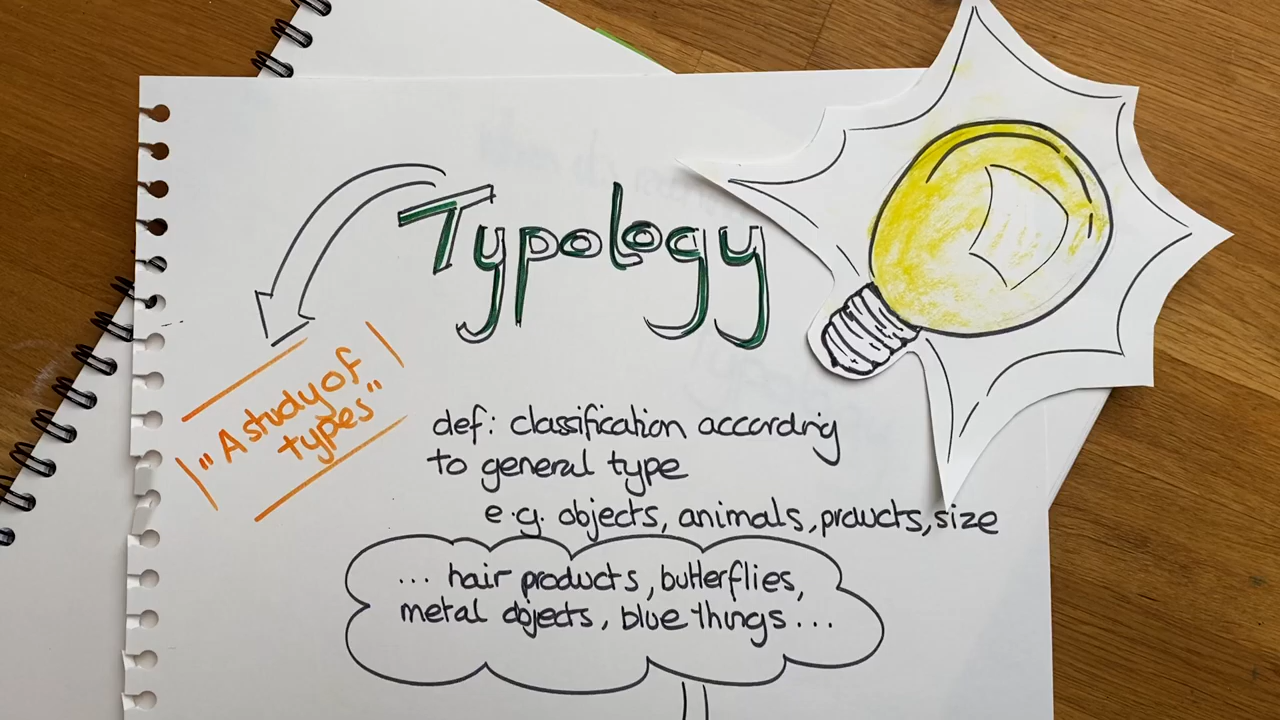 Typology
"A study of
types"
def: classification according
to general type
e.g. objects, animals, products, size
... hair products, butterflies,
metal objects, blue things...